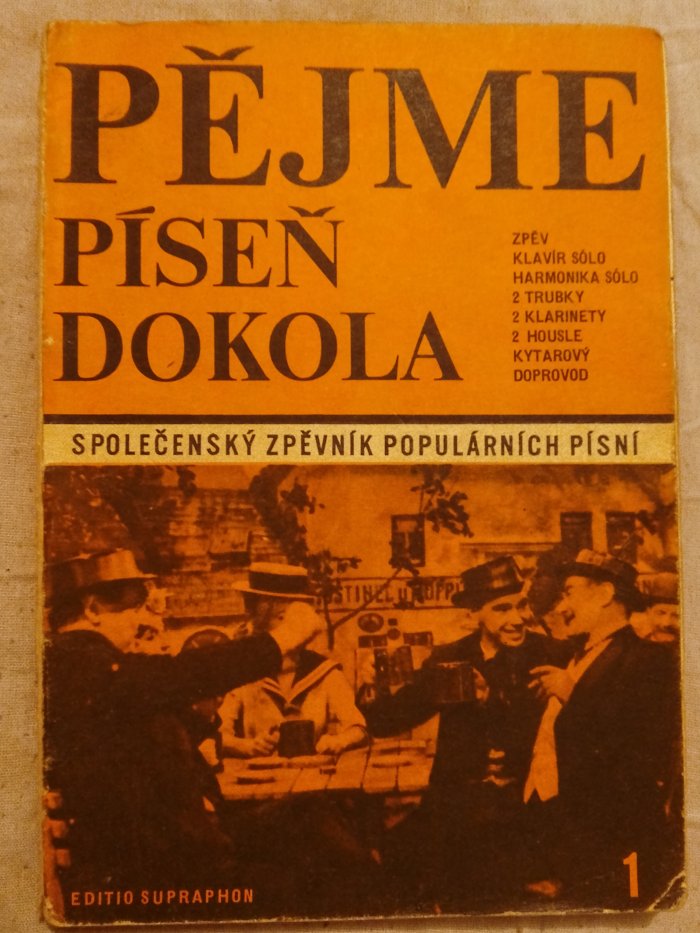 PĚJME
PÍSEŇ
DOKOLA
ZPĚV
KLAVÍR SÓLO
HARMONIKA SÓLO
2 TRUBKY
2 KLARINETY
2 HOUSLE
KYTAROVÝ
DOPROVOD
SPOLEČENSKÝ ZPĚVNÍK POPULÁRNÍCH PÍSNÍ
EDITIO SUPRAPHON
1